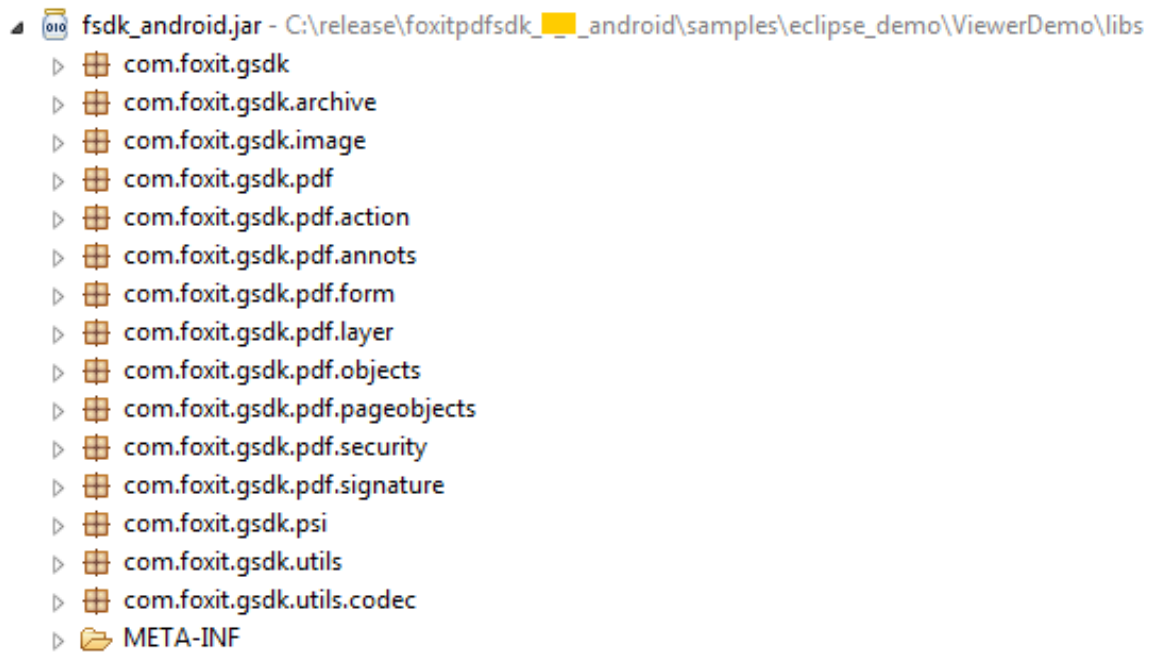 fsdk_android.jar - C:\release\foxitpdfsdk_ _ _android\samples\eclipse_demo\ViewerDemo\libs
com.foxit.gsdk
com.foxit.gsdk.archive
com.foxit.gsdk.image
com.foxit.gsdk.pdf
com.foxit.gsdk.pdf.action
com.foxit.gsdk.pdf.annots
com.foxit.gsdk.pdf.form
com.foxit.gsdk.pdf.layer
com.foxit.gsdk.pdf.objects
com.foxit.gsdk.pdf.pageobjects
com.foxit.gsdk.pdf.security
com.foxit.gsdk.pdf.signature
com.foxit.gsdk.psi
com.foxit.gsdk.utils
com.foxit.gsdk.utils.codec
META-INF